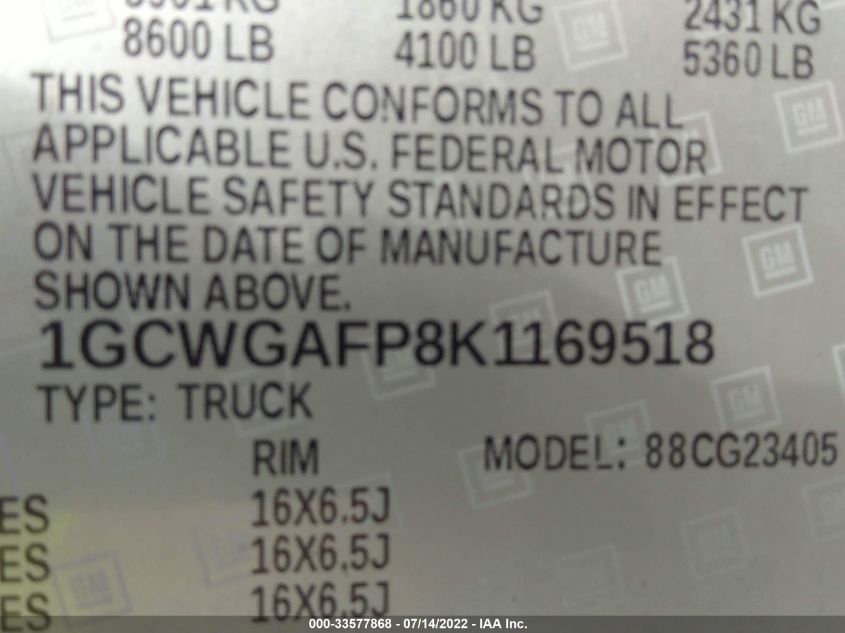 1860 KG 2431 KG
8600 LB 4100 LB 5360 LB
THIS VEHICLE CONFORMS TO ALL
APPLICABLE U.S. FEDERAL MOTOR
VEHICLE SAFETY STANDARDS IN EFFECT
ON THE DATE OF MANUFACTURE
SHOWN ABOVE.
1GCWGAFP8K1169518
TYPE: TRUCK
RIM MODEL: 88CG23405
ES 16X6.5J
ES 16X6.5J
ES 16X6.5J
000-33577868 - 07/14/2022 - IAA Inc.